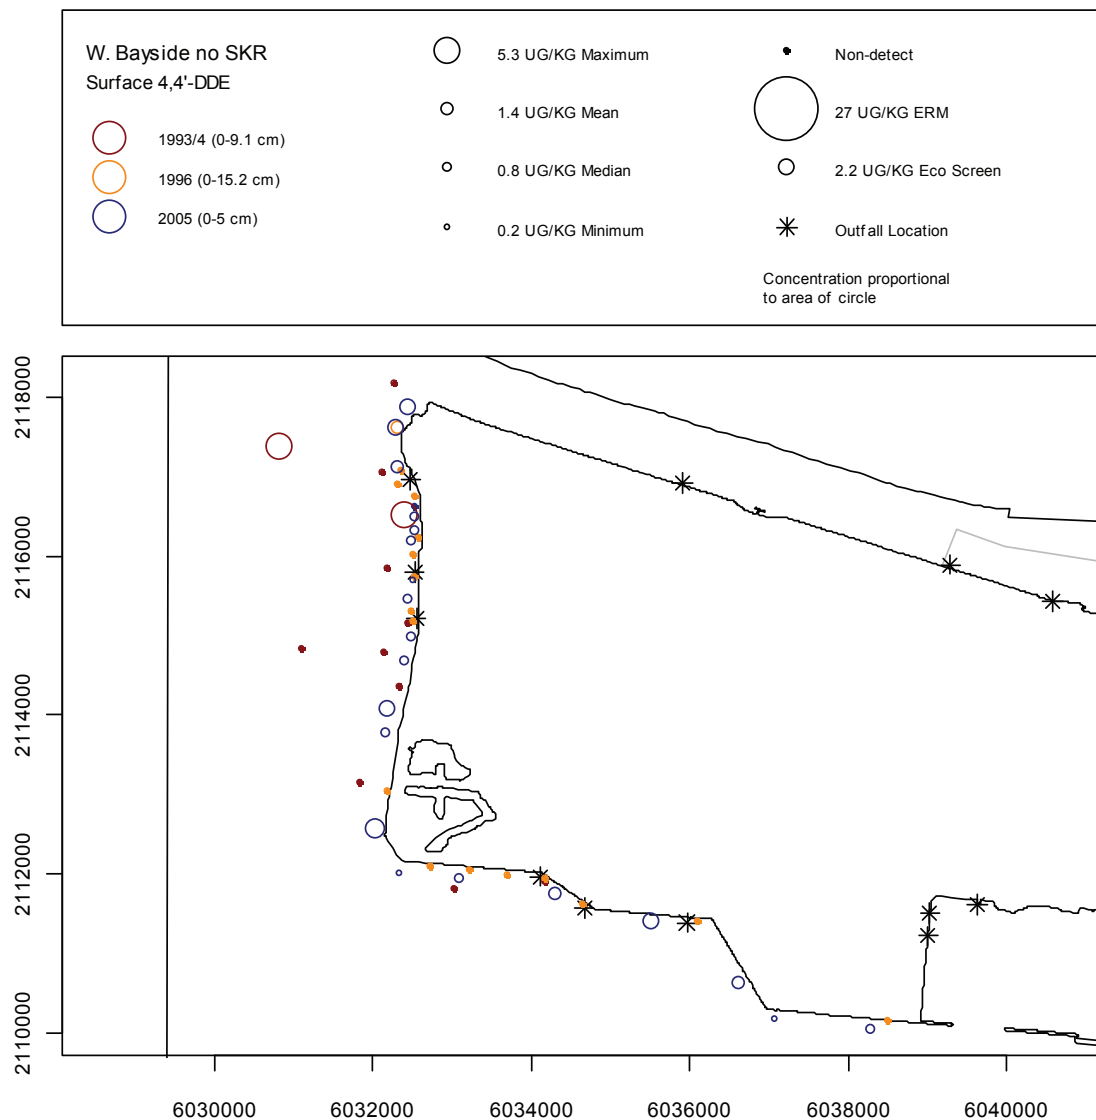 W. Bayside no SKR
Surface 4,4'-DDE
1993/4 (0-9.1 cm)
1996 (0-15.2 cm)
2005 (0-5 cm)
5.3 UG/KG Maximum
1.4 UG/KG Mean
0.8 UG/KG Median
0.2 UG/KG Minimum
Non-detect
27 UG/KG ERM
2.2 UG/KG Eco Screen
Outfall Location
Concentration proportional
to area of circle
2118000
2116000
2114000
2112000
2110000
6030000
6032000
6034000
6036000
6038000
6040000